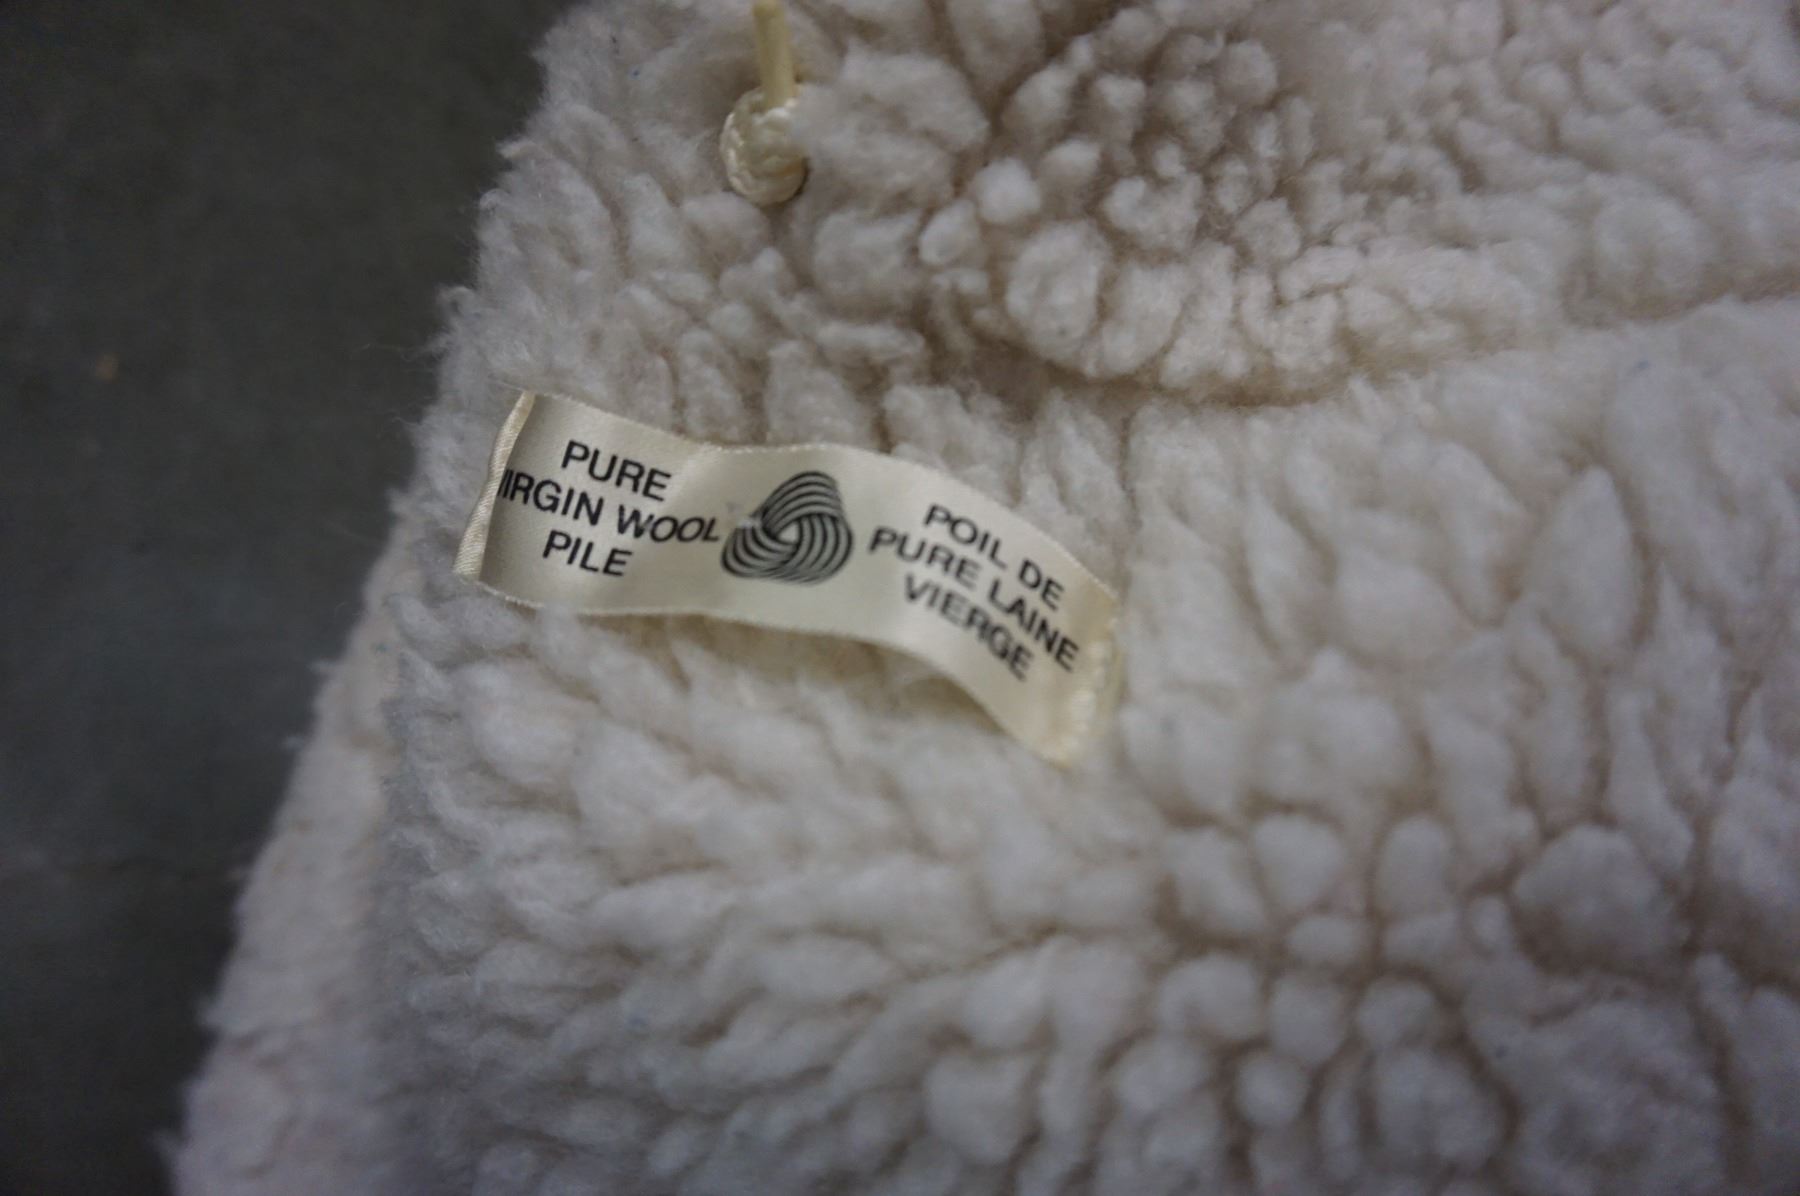 PURE
VIRGIN WOOL
PILE
POIL DE
PURE LAINE
VIERGE